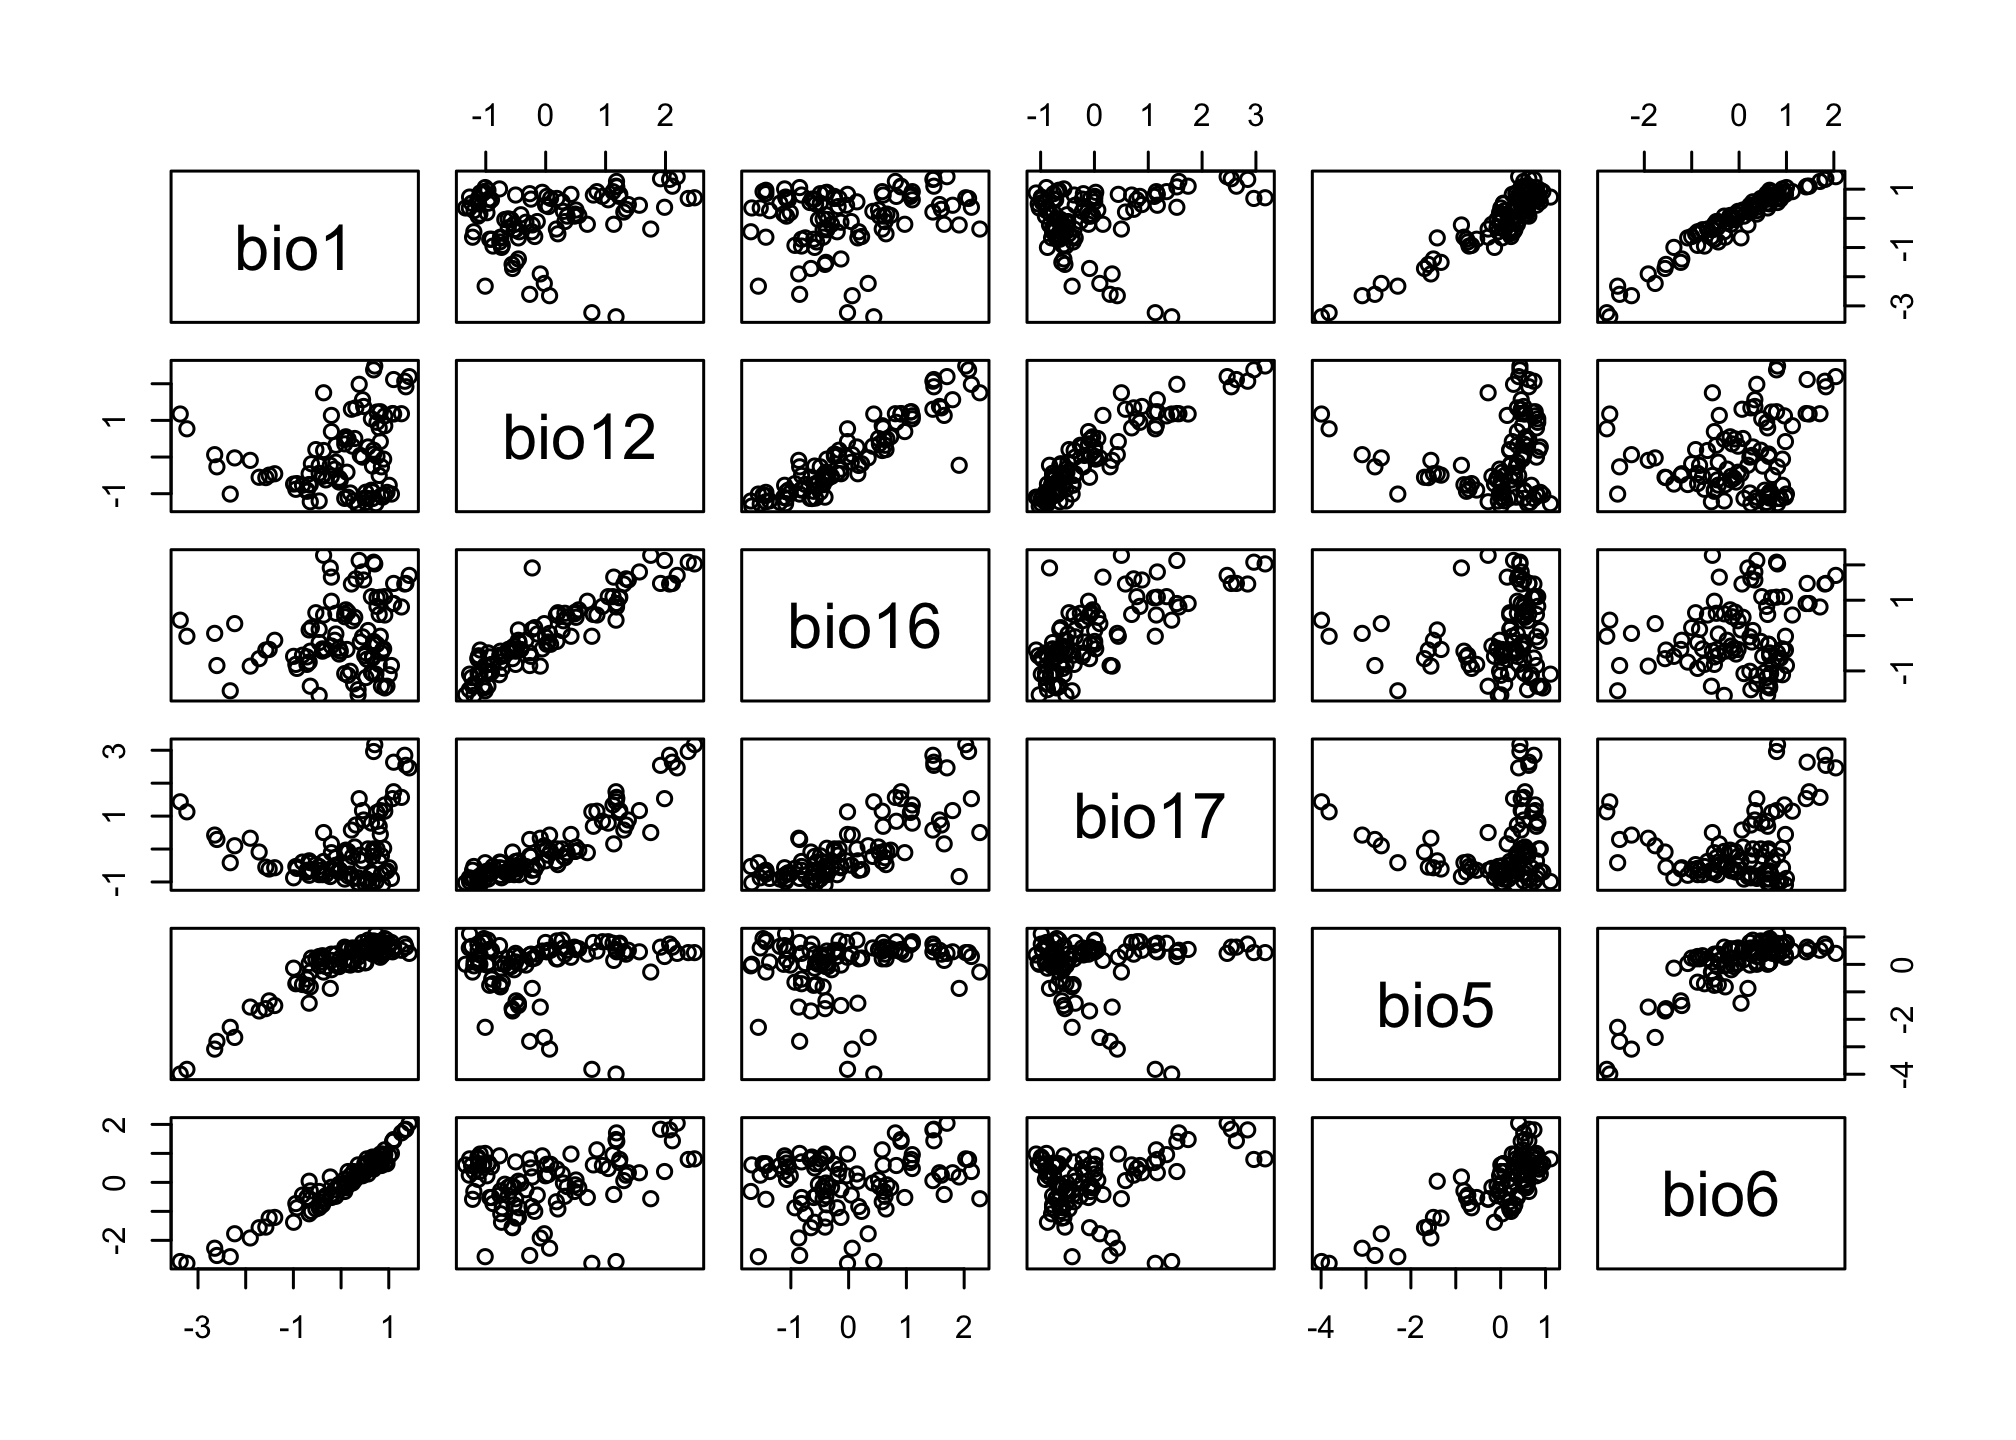 -1 0 1 2 -1 0 1 2 3 -2 0 1 2
bio1 1 -1 -3
1 -1 bio12
bio16 1 -1
3 1 -1 bio17
bio5 0 -2 -4
2 0 -2 bio6
-3 -1 1 -1 0 1 2 -4 -2 0 1